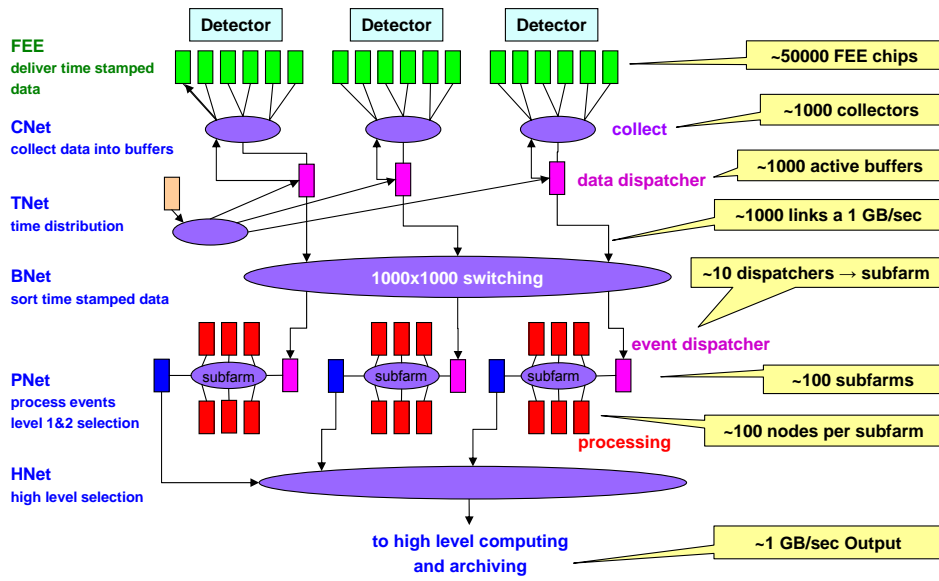 Detector
Detector
Detector
FEE
deliver time stamped
data
~50000 FEE chips
CNet
collect data into buffers
collect
~1000 collectors
data dispatcher
~1000 active buffers
TNet
time distribution
~1000 links a 1 GB/sec
BNet
sort time stamped data
1000x1000 switching
~10 dispatchers → subfarm
event dispatcher
subfarm
subfarm
subfarm
PNet
process events
level 1&2 selection
~100 subfarms
processing
~100 nodes per subfarm
HNet
high level selection
to high level computing
and archiving
~1 GB/sec Output